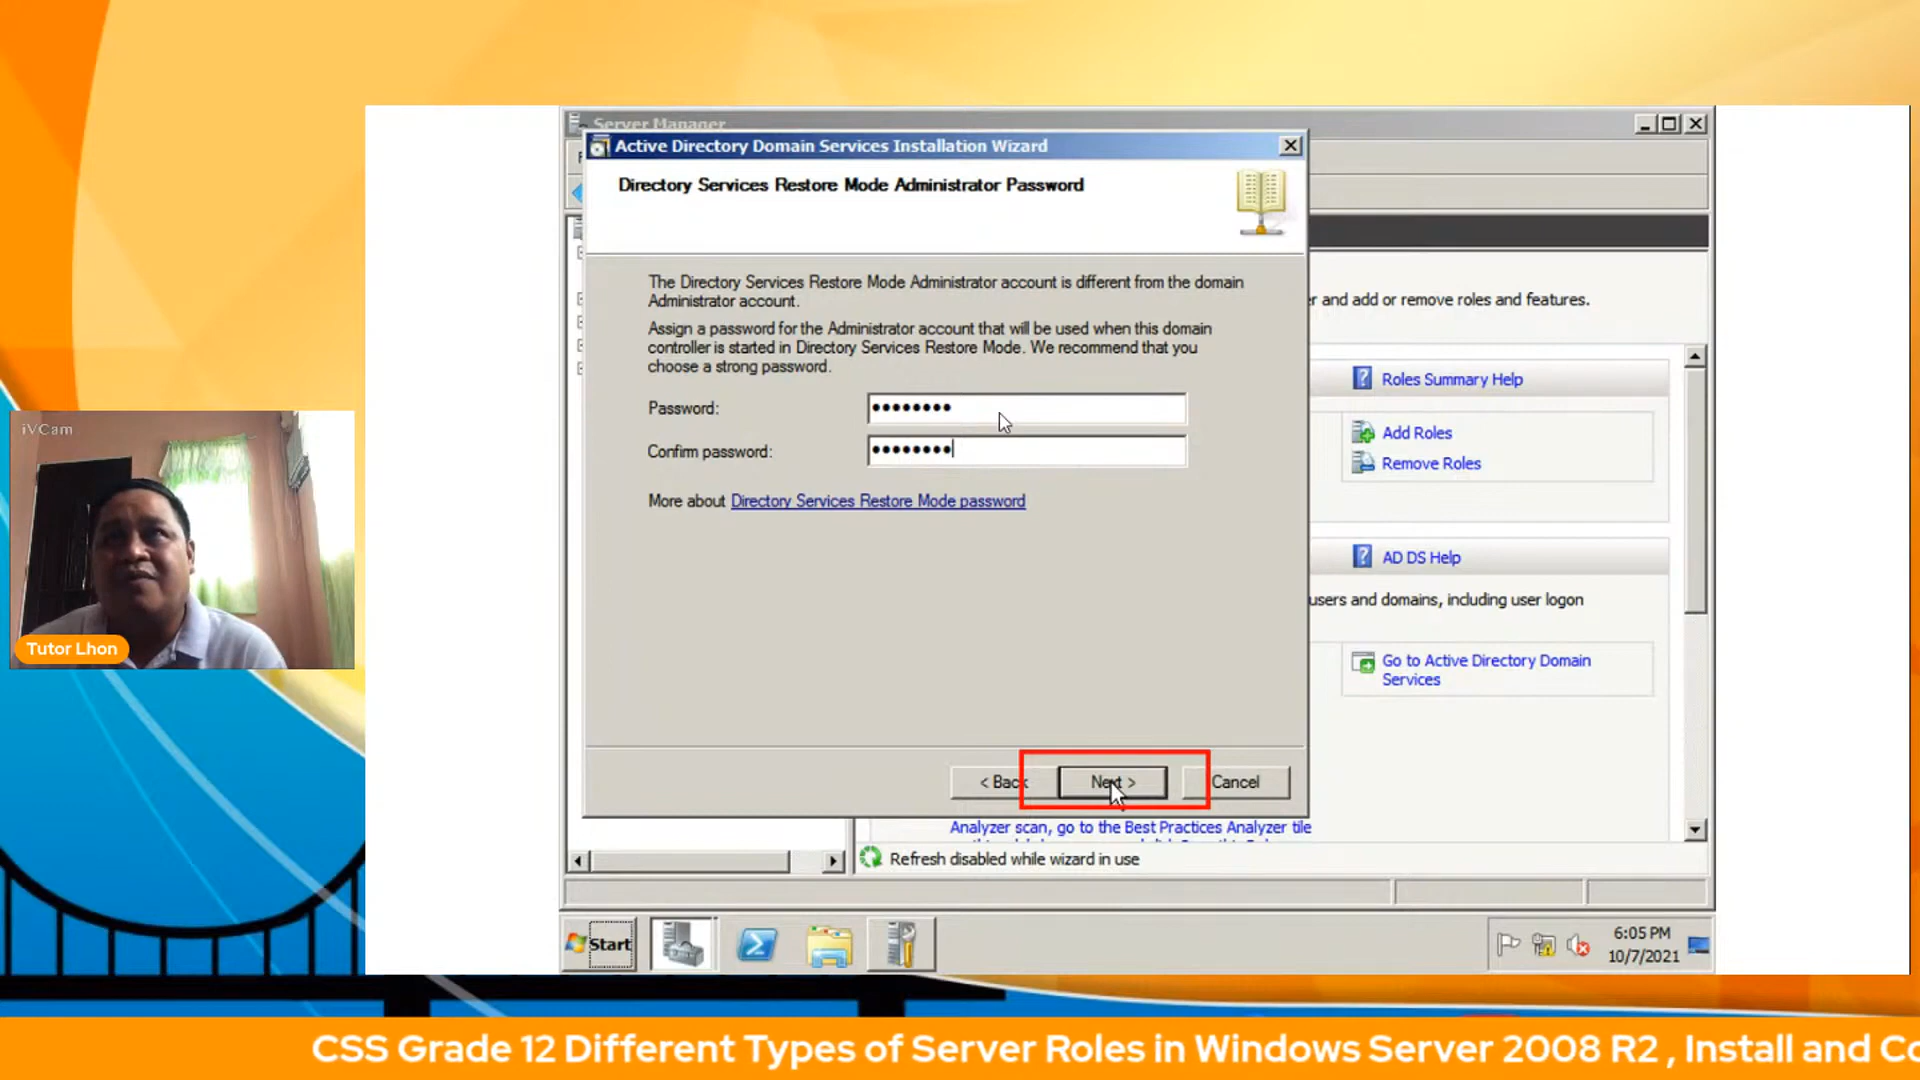 Server Manager
Active Directory Domain Services Installation Wizard
Directory Services Restore Mode Administrator Password
The Directory Services Restore Mode Administrator account is different from the domain
Administrator account.
Assign a password for the Administrator account that will be used when this domain
controller is started in Directory Services Restore Mode. We recommend that you
choose a strong password.
Password: ●●●●●●●●
Confirm password: ●●●●●●●●
More about Directory Services Restore Mode password
< Back
Next >
Cancel
r and add or remove roles and features.
Roles Summary Help
Add Roles
Remove Roles
AD DS Help
users and domains, including user logon
Go to Active Directory Domain
Services
Analyzer scan, go to the Best Practices Analyzer tile
Refresh disabled while wizard in use
Start
6:05 PM
10/7/2021
iVCam
Tutor Lhon
CSS Grade 12 Different Types of Server Roles in Windows Server 2008 R2 , Install and Co